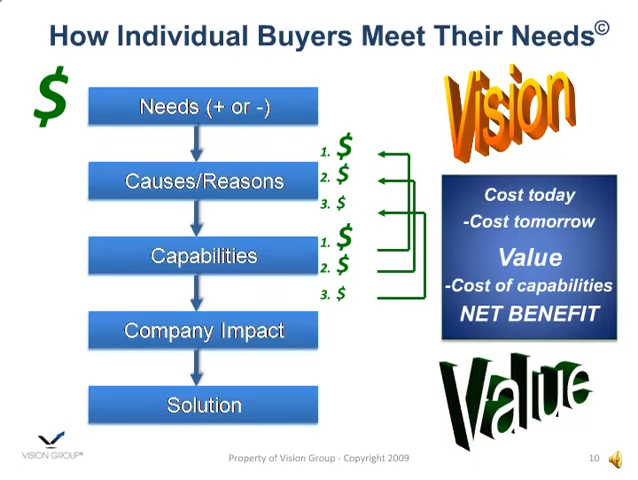 How Individual Buyers Meet Their Needs©
$
Needs (+ or -)
Causes/Reasons
Capabilities
Company Impact
Solution
1. $
2. $
3. $
1. $
2. $
3. $
Vision
Cost today
-Cost tomorrow
Value
-Cost of capabilities
NET BENEFIT
Value
VISION GROUP®
Property of Vision Group - Copyright 2009
10